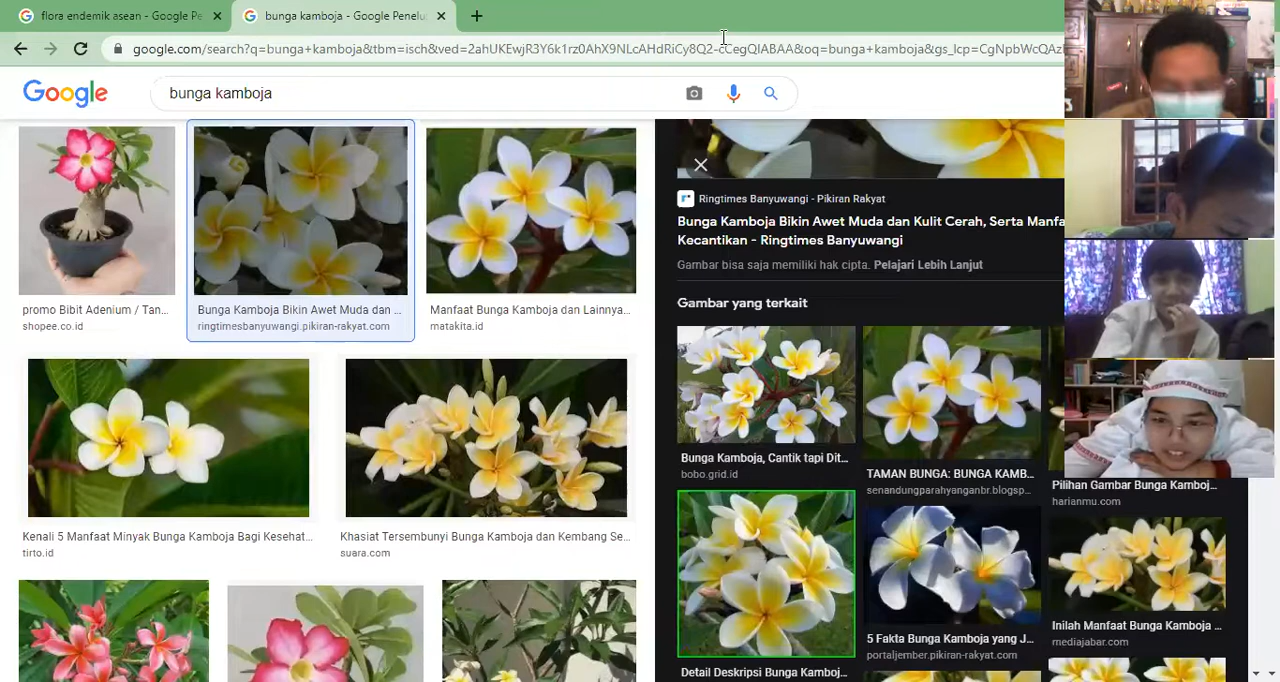 flora endemik asean - Google Pe
bunga kamboja - Google Penelu
google.com/search?q=bunga+kamboja&tbm=isch&ved=2ahUKEwjR3Y6k1rz0AhX9NLcAHdRiCy8Q2-cCegQIABAA&oq=bunga+kamboja&gs_lcp=CgNpbWcQAz
Google
bunga kamboja
promo Bibit Adenium / Tan...
shopee.co.id
Bunga Kamboja Bikin Awet Muda dan ...
ringtimesbanyuwangi.pikiran-rakyat.com
Manfaat Bunga Kamboja dan Lainnya...
matakita.id
Kenali 5 Manfaat Minyak Bunga Kamboja Bagi Kesehat...
tirto.id
Khasiat Tersembunyi Bunga Kamboja dan Kembang Se...
suara.com
Ringtimes Banyuwangi - Pikiran Rakyat
Bunga Kamboja Bikin Awet Muda dan Kulit Cerah, Serta Manfa
Kecantikan - Ringtimes Banyuwangi
Gambar bisa saja memiliki hak cipta. Pelajari Lebih Lanjut
Gambar yang terkait
Bunga Kamboja, Cantik tapi Dit...
bobo.grid.id
TAMAN BUNGA: BUNGA KAMB...
senandungparahyanganbr.blogsp...
Pilihan Gambar Bunga Kamboj...
harianmu.com
Detail Deskripsi Bunga Kamboj...
5 Fakta Bunga Kamboja yang J...
portaljember.pikiran-rakyat.com
Inilah Manfaat Bunga Kamboja ...
mediajabar.com